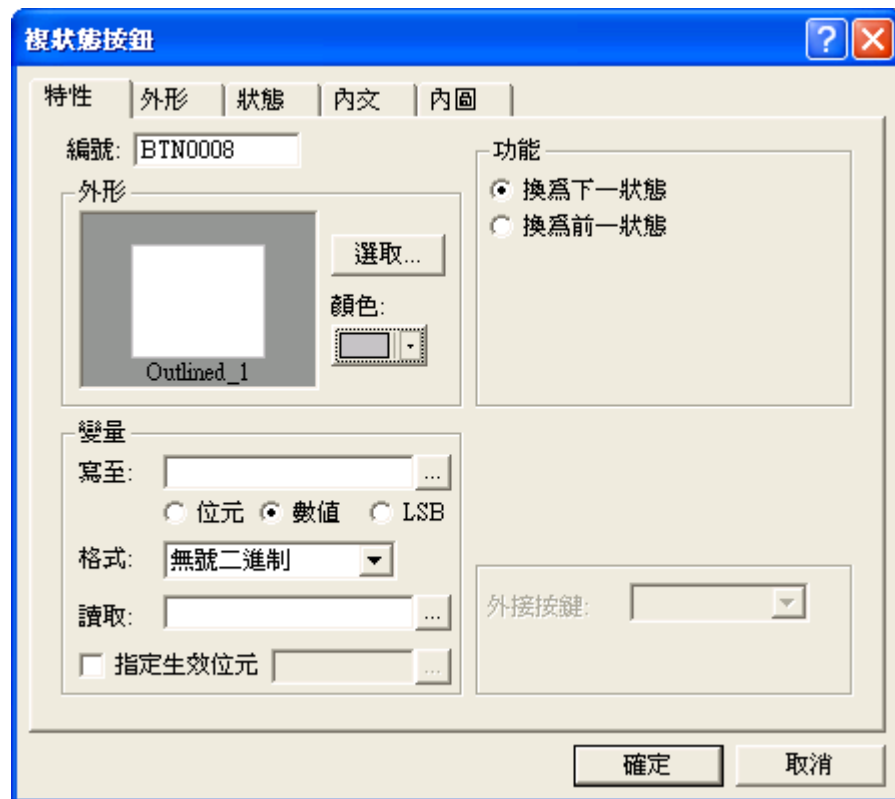 複狀態按鈕
特性 外形 狀態 內文 內圖
編號: BTN0008
外形
選取...
顏色:
Outlined_1
功能
換爲下一狀態
換爲前一狀態
變量
寫至: ...
位元 數值 LSB
格式: 無號二進制
讀取: ...
指定生效位元 ...
外接按鍵:
確定 取消